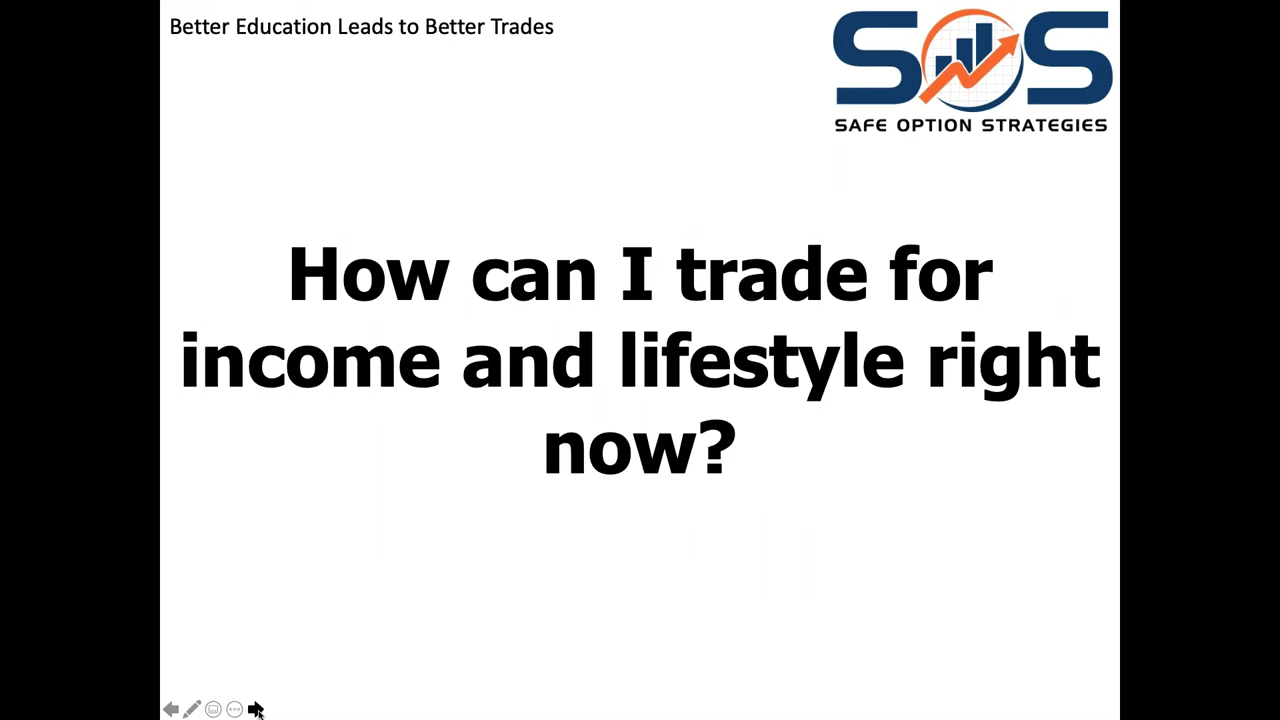 Better Education Leads to Better Trades
SOS
SAFE OPTION STRATEGIES
How can I trade for
income and lifestyle right
now?